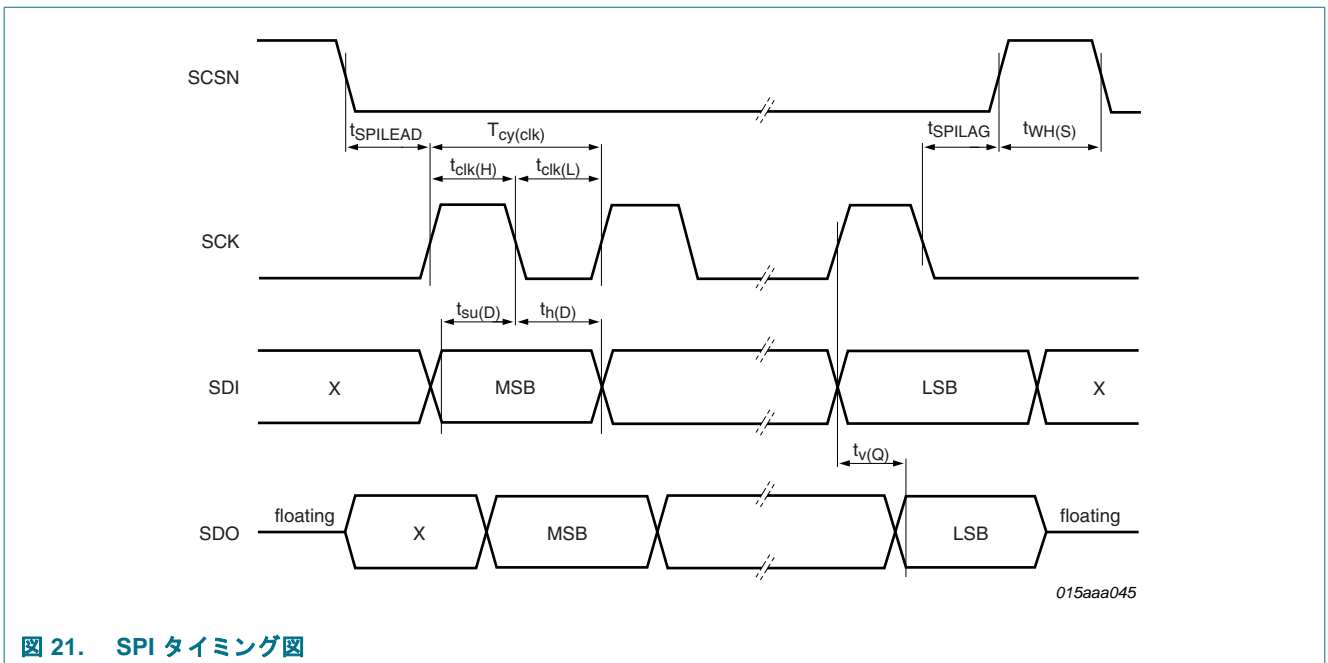 SCSN
tSPILEAD
Tcy(clk)
tSPILAG
tWH(S)
tclk(H)
tclk(L)
SCK
tsu(D)
th(D)
SDI
X
MSB
LSB
X
tv(Q)
SDO
floating
X
MSB
LSB
floating
015aaa045
図 21. SPI タイミング図